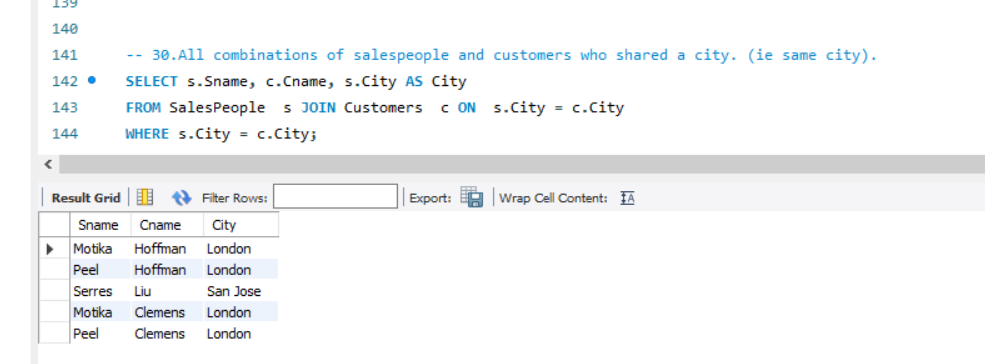 139
140
141 -- 30.All combinations of salespeople and customers who shared a city. (ie same city).
142 SELECT s.Sname, c.Cname, s.City AS City
143 FROM SalesPeople s JOIN Customers c ON s.City = c.City
144 WHERE s.City = c.City;
Result Grid Filter Rows: Export: Wrap Cell Content: IA
Sname Cname City
Motika Hoffman London
Peel Hoffman London
Serres Liu San Jose
Motika Clemens London
Peel Clemens London